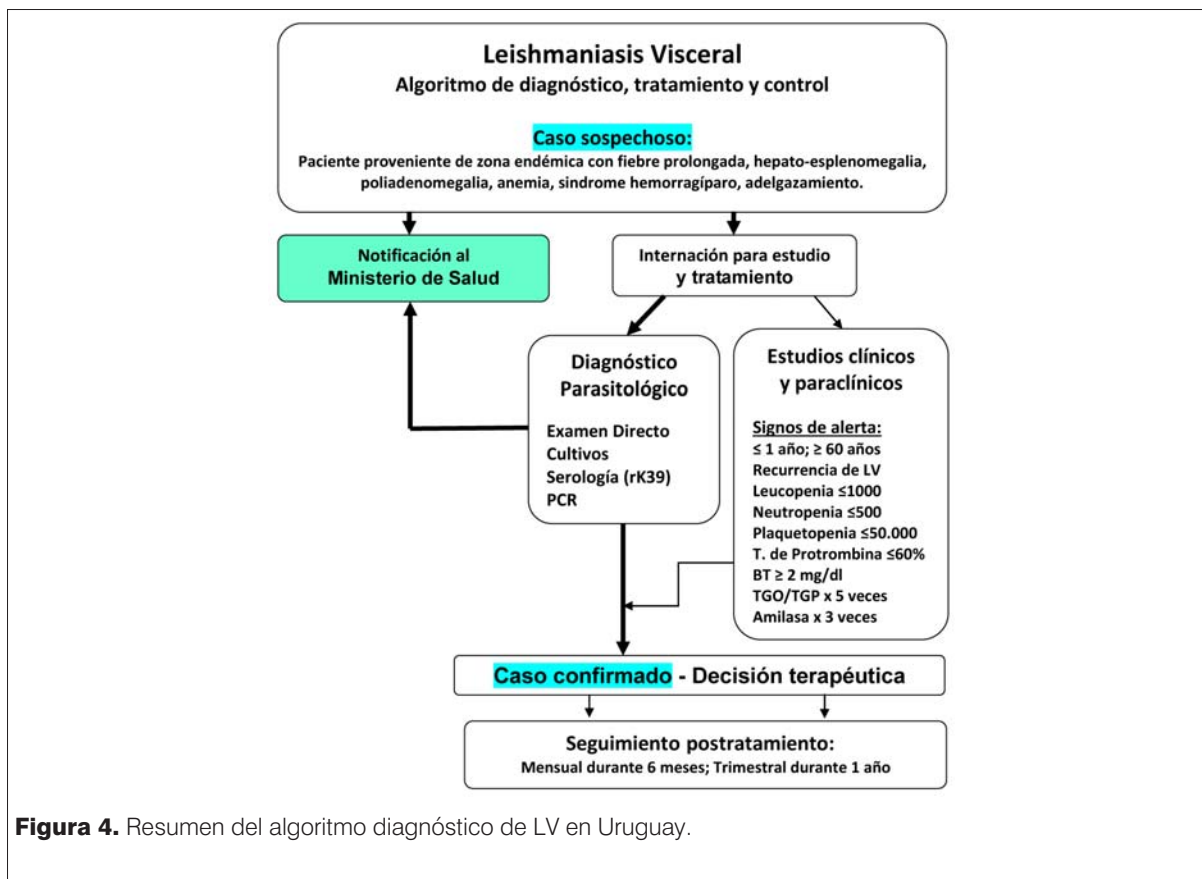 Leishmaniasis Visceral
Algoritmo de diagnóstico, tratamiento y control
Caso sospechoso:
Paciente proveniente de zona endémica con fiebre prolongada, hepato-esplenomegalia,
poliadenomegalia, anemia, sindrome hemorragíparo, adelgazamiento.
Notificación al
Ministerio de Salud
Internación para estudio
y tratamiento
Diagnóstico
Parasitológico
Examen Directo
Cultivos
Serología (rK39)
PCR
Estudios clínicos
y paraclínicos
Signos de alerta:
≤ 1 año; ≥ 60 años
Recurrencia de LV
Leucopenia ≤1000
Neutropenia ≤500
Plaquetopenia ≤50.000
T. de Protrombina ≤60%
BT ≥ 2 mg/dl
TGO/TGP x 5 veces
Amilasa x 3 veces
Caso confirmado - Decisión terapéutica
Seguimiento postratamiento:
Mensual durante 6 meses; Trimestral durante 1 año
Figura 4. Resumen del algoritmo diagnóstico de LV en Uruguay.